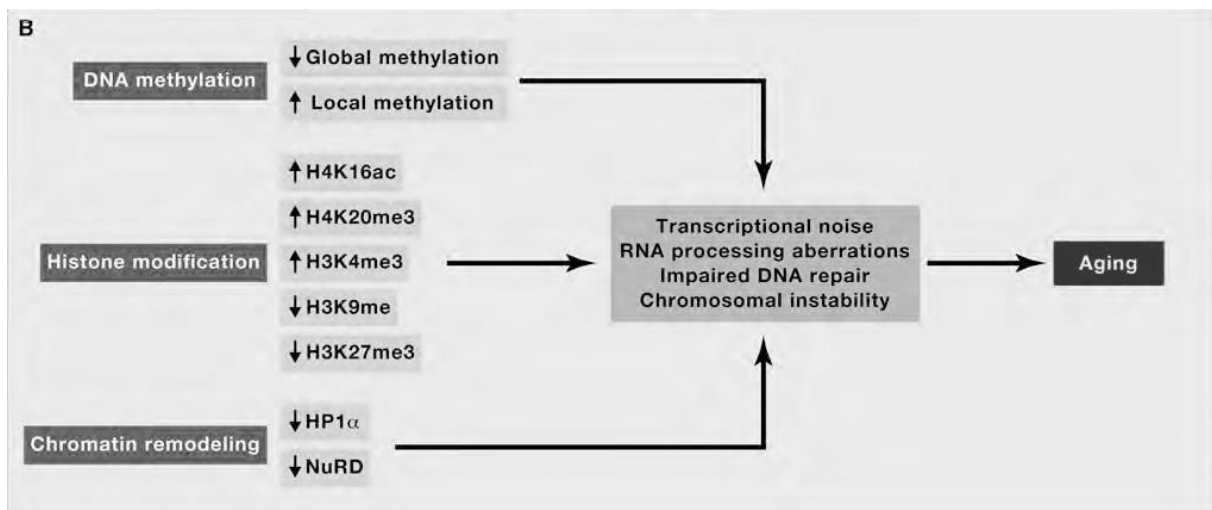 B
DNA methylation
↓ Global methylation
↑ Local methylation
Histone modification
↑ H4K16ac
↑ H4K20me3
↑ H3K4me3
↓ H3K9me
↓ H3K27me3
Chromatin remodeling
↓ HP1α
↓ NuRD
Transcriptional noise
RNA processing aberrations
Impaired DNA repair
Chromosomal instability
Aging